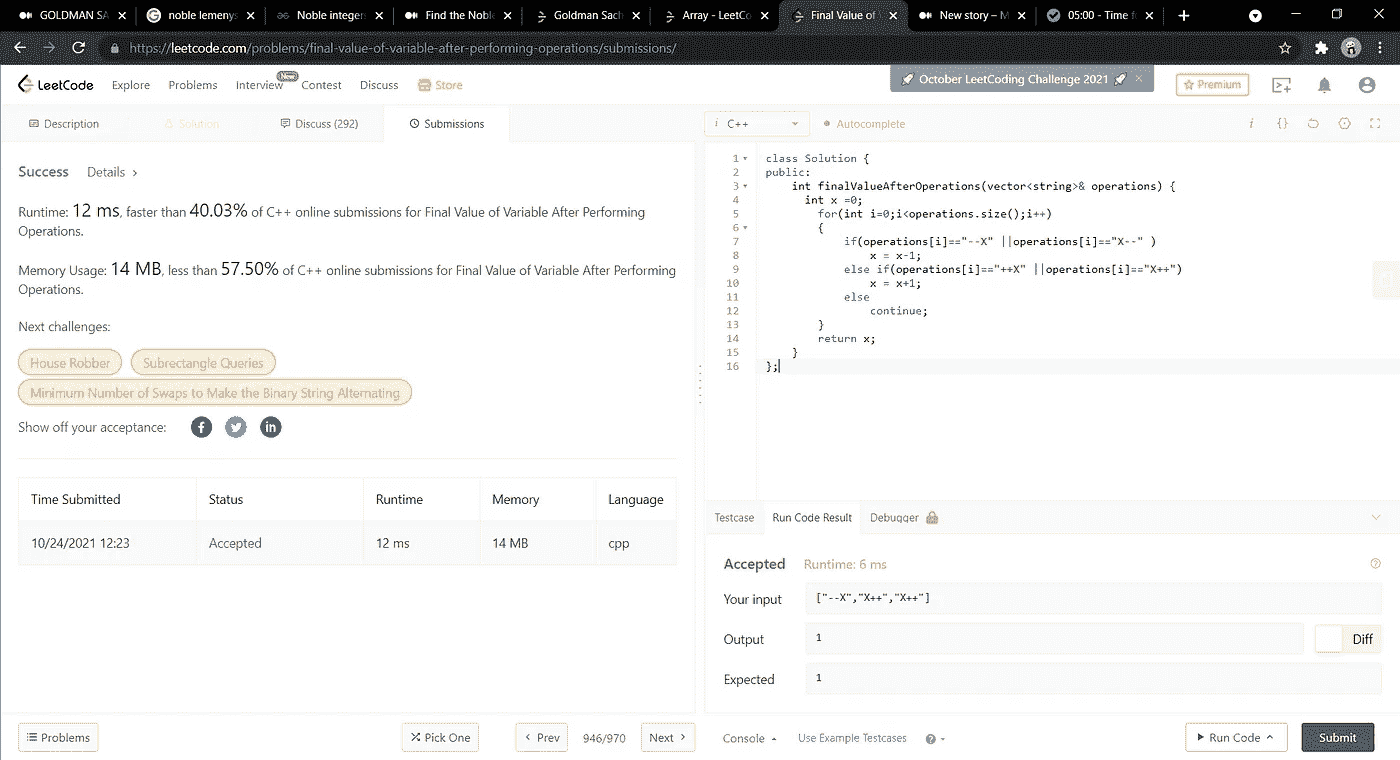 GOLDMAN SA
noble lemenys
Noble integer
Find the Noble
Goldman Sach
Array - LeetCo
Final Value of
New story – M
05:00 - Time f
https://leetcode.com/problems/final-value-of-variable-after-performing-operations/submissions/
LeetCode
Explore
Problems
Interview
New
Contest
Discuss
Store
October LeetCoding Challenge 2021
Premium
Description
Solution
Discuss (292)
Submissions
Success
Details
Runtime: 12 ms, faster than 40.03% of C++ online submissions for Final Value of Variable After Performing
Operations.
Memory Usage: 14 MB, less than 57.50% of C++ online submissions for Final Value of Variable After Performing
Operations.
Next challenges:
House Robber
Subrectangle Queries
Minimum Number of Swaps to Make the Binary String Alternating
Show off your acceptance:
Time Submitted Status Runtime Memory Language
10/24/2021 12:23 Accepted 12 ms 14 MB cpp
Problems
Pick One
Prev
946/970
Next
i C++
Autocomplete
1 class Solution {
2 public:
3 int finalValueAfterOperations(vector<string>& operations) {
4 int x =0;
5 for(int i=0;i<operations.size();i++)
6 {
7 if(operations[i]=="--X" ||operations[i]=="X--" )
8 x = x-1;
9 else if(operations[i]=="++X" ||operations[i]=="X++")
10 x = x+1;
11 else
12 continue;
13 }
14 return x;
15 }
16 };
Testcase
Run Code Result
Debugger
Accepted
Runtime: 6 ms
Your input
["--X","X++","X++"]
Output
1
Diff
Expected
1
Console
Use Example Testcases
Run Code
Submit